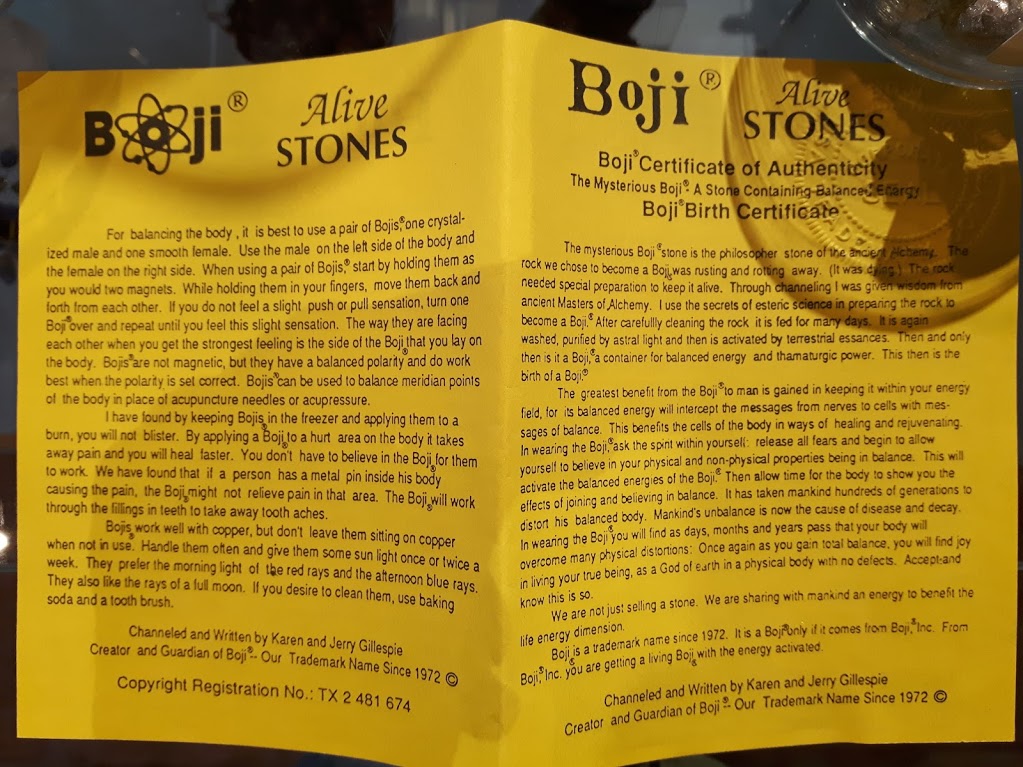 BOJI® Alive
STONES
For balancing the body , it is best to use a pair of Bojis,® one crystal-
ized male and one smooth female. Use the male on the left side of the body and
the female on the right side. When using a pair of Bojis,® start by holding them as
you would two magnets. While holding them in your fingers, move them back and
forth from each other. If you do not feel a slight push or pull sensation, turn one
Boji® over and repeat until you feel this slight sensation. The way they are facing
each other when you get the strongest feeling is the side of the Boji® that you lay on
the body. Bojis® are not magnetic, but they have a balanced polarity and do work
best when the polarity is set correct. Bojis® can be used to balance meridian points
of the body in place of acupuncture needles or acupressure.
I have found by keeping Bojis® in the freezer and applying them to a
burn, you will not blister. By applying a Boji® to a hurt area on the body it takes
away pain and you will heal faster. You don't have to believe in the Boji® for them
to work. We have found that if a person has a metal pin inside his body
causing the pain, the Boji® might not relieve pain in that area. The Boji® will work
through the fillings in teeth to take away tooth aches.
Bojis® work well with copper, but don't leave them sitting on copper
when not in use. Handle them often and give them some sun light once or twice a
week. They prefer the morning light of the red rays and the afternoon blue rays.
They also like the rays of a full moon. If you desire to clean them, use baking
soda and a tooth brush.
Channeled and Written by Karen and Jerry Gillespie
Creator and Guardian of Boji®-- Our Trademark Name Since 1972 ©
Copyright Registration No.: TX 2 481 674
Boji® Alive
STONES
Boji® Certificate of Authenticity
The Mysterious Boji®- A Stone Containing Balanced Energy
Boji® Birth Certificate
The mysterious Boji® stone is the philosopher stone of the ancient Alchemy. The
rock we chose to become a Boji® was rusting and rotting away. (It was dying.) The rock
needed special preparation to keep it alive. Through channeling I was given wisdom from
ancient Masters of Alchemy. I use the secrets of esteric science in preparing the rock to
become a Boji.® After carefullly cleaning the rock it is fed for many days. It is again
washed, purified by astral light and then is activated by terrestial essances. Then and only
then is it a Boji,® a container for balanced energy and thamaturgic power. This then is the
birth of a Boji.®
The greatest benefit from the Boji® to man is gained in keeping it within your energy
field, for its balanced energy will intercept the messages from nerves to cells with mes-
sages of balance. This benefits the cells of the body in ways of healing and rejuvenating.
In wearing the Boji,® ask the spirit within yourself: release all fears and begin to allow
yourself to believe in your physical and non-physical properties being in balance. This will
activate the balanced energies of the Boji.® Then allow time for the body to show you the
effects of joining and believing in balance. It has taken mankind hundreds of generations to
distort his balanced body. Mankind's unbalance is now the cause of disease and decay.
In wearing the Boji® you will find as days, months and years pass that your body will
overcome many physical distortions: Once again as you gain total balance, you will find joy
in living your true being, as a God of earth in a physical body with no defects. Accept and
know this is so.
We are not just selling a stone. We are sharing with mankind an energy to benefit the
life energy dimension.
Boji® is a trademark name since 1972. It is a Boji® only if it comes from Boji,® Inc. From
Boji,® Inc. you are getting a living Boji® with the energy activated.
Channeled and Written by Karen and Jerry Gillespie
Creator and Guardian of Boji®-- Our Trademark Name Since 1972 ©